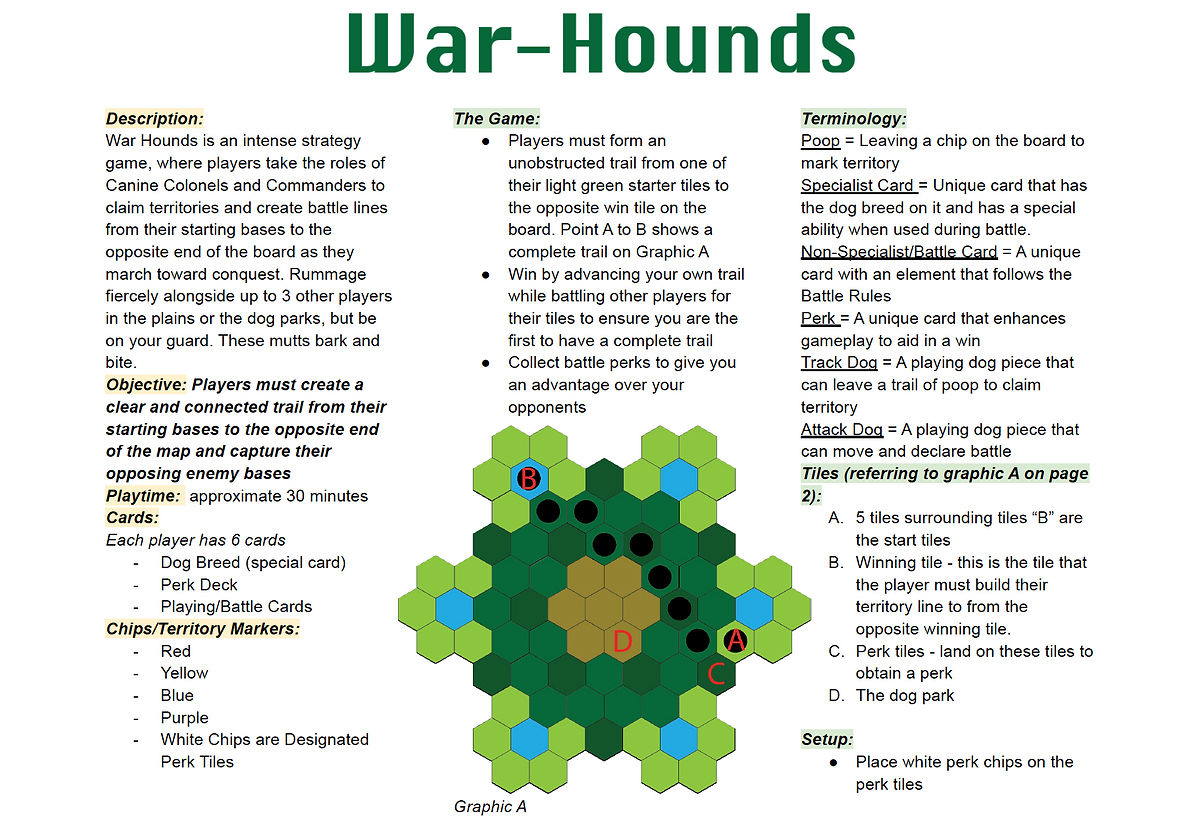 War-Hounds
Description:
War Hounds is an intense strategy
game, where players take the roles of
Canine Colonels and Commanders to
claim territories and create battle lines
from their starting bases to the
opposite end of the board as they
march toward conquest. Rummage
fiercely alongside up to 3 other players
in the plains or the dog parks, but be
on your guard. These mutts bark and
bite.
Objective: Players must create a
clear and connected trail from their
starting bases to the opposite end
of the map and capture their
opposing enemy bases
Playtime: approximate 30 minutes
Cards:
Each player has 6 cards
- Dog Breed (special card)
- Perk Deck
- Playing/Battle Cards
Chips/Territory Markers:
- Red
- Yellow
- Blue
- Purple
- White Chips are Designated
Perk Tiles
The Game:
● Players must form an
unobstructed trail from one of
their light green starter tiles to
the opposite win tile on the
board. Point A to B shows a
complete trail on Graphic A
● Win by advancing your own trail
while battling other players for
their tiles to ensure you are the
first to have a complete trail
● Collect battle perks to give you
an advantage over your
opponents
B
D
A
C
Graphic A
Terminology:
Poop = Leaving a chip on the board to
mark territory
Specialist Card = Unique card that has
the dog breed on it and has a special
ability when used during battle.
Non-Specialist/Battle Card = A unique
card with an element that follows the
Battle Rules
Perk = A unique card that enhances
gameplay to aid in a win
Track Dog = A playing dog piece that
can leave a trail of poop to claim
territory
Attack Dog = A playing dog piece that
can move and declare battle
Tiles (referring to graphic A on page
2):
A. 5 tiles surrounding tiles “B” are
the start tiles
B. Winning tile - this is the tile that
the player must build their
territory line to from the
opposite winning tile.
C. Perk tiles - land on these tiles to
obtain a perk
D. The dog park
Setup:
● Place white perk chips on the
perk tiles